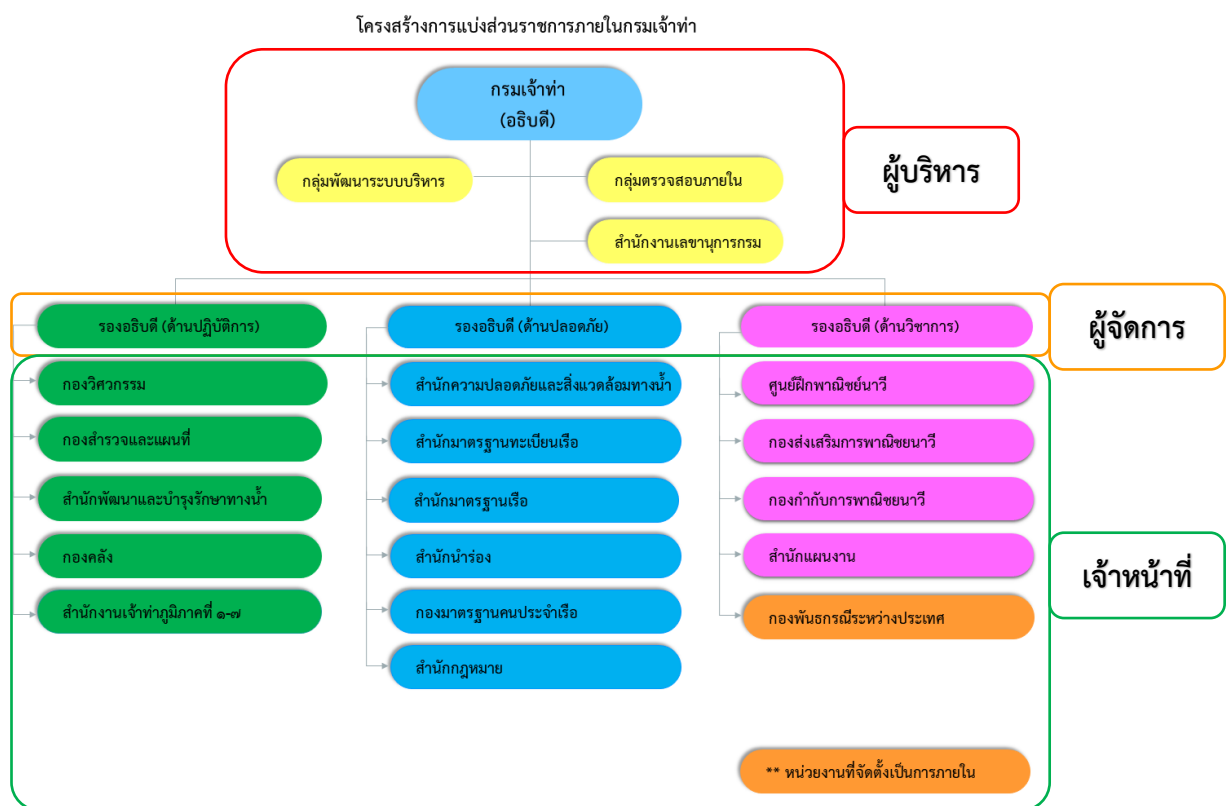 โครงสร้างการแบ่งส่วนราชการภายในกรมเจ้าท่า
กรมเจ้าท่า
(อธิบดี)
กลุ่มพัฒนาระบบบริหาร
กลุ่มตรวจสอบภายใน
สำนักงานเลขานุการกรม
ผู้บริหาร
รองอธิบดี (ด้านปฏิบัติการ)
รองอธิบดี (ด้านปลอดภัย)
รองอธิบดี (ด้านวิชาการ)
ผู้จัดการ
กองวิศวกรรม
กองสำรวจและแผนที่
สำนักพัฒนาและบำรุงรักษาทางน้ำ
กองคลัง
สำนักงานเจ้าท่าภูมิภาคที่ ๑-๗
สำนักความปลอดภัยและสิ่งแวดล้อมทางน้ำ
สำนักมาตรฐานทะเบียนเรือ
สำนักมาตรฐานเรือ
สำนักนำร่อง
กองมาตรฐานคนประจำเรือ
สำนักกฎหมาย
ศูนย์ฝึกพาณิชย์นาวี
กองส่งเสริมการพาณิชยนาวี
กองกำกับการพาณิชยนาวี
สำนักแผนงาน
กองพันธกรณีระหว่างประเทศ
** หน่วยงานที่จัดตั้งเป็นการภายใน
เจ้าหน้าที่